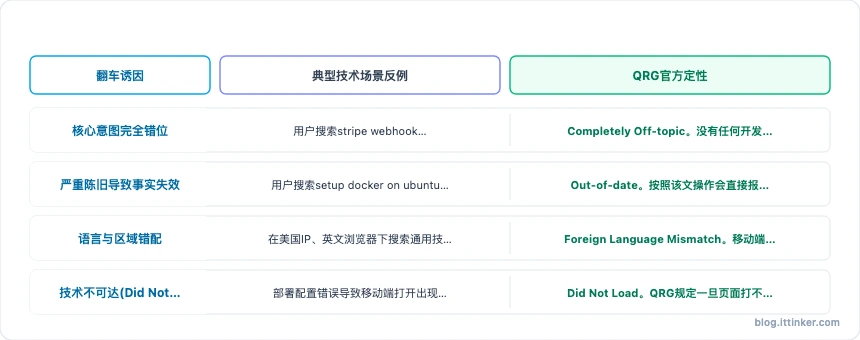 翻车诱因 典型技术场景反例 QRG官方定性
核心意图完全错位 用户搜索stripe webhook... Completely Off-topic。没有任何开发...
严重陈旧导致事实失效 用户搜索setup docker on ubuntu... Out-of-date。按照该文操作会直接报...
语言与区域错配 在美国IP、英文浏览器下搜索通用技... Foreign Language Mismatch。移动端...
技术不可达(Did Not... 部署配置错误导致移动端打开出现... Did Not Load。QRG规定一旦页面打不...
blog.ittinker.com